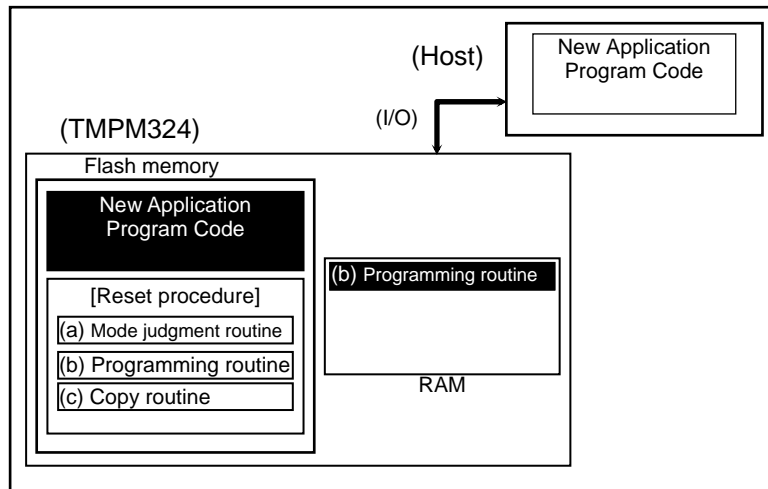 (Host)
New Application
Program Code
(I/O)
(TMPM324)
Flash memory
New Application
Program Code
[Reset procedure]
(a) Mode judgment routine
(b) Programming routine
(c) Copy routine
(b) Programming routine
RAM